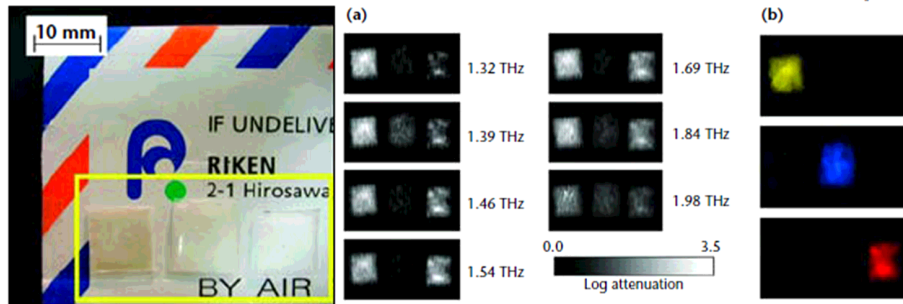 10 mm
IF UNDELIVE
RIKEN
2-1 Hirosawa
BY AIR
(a)
1.32 THz
1.39 THz
1.46 THz
1.54 THz
1.69 THz
1.84 THz
1.98 THz
0.0
3.5
Log attenuation
(b)